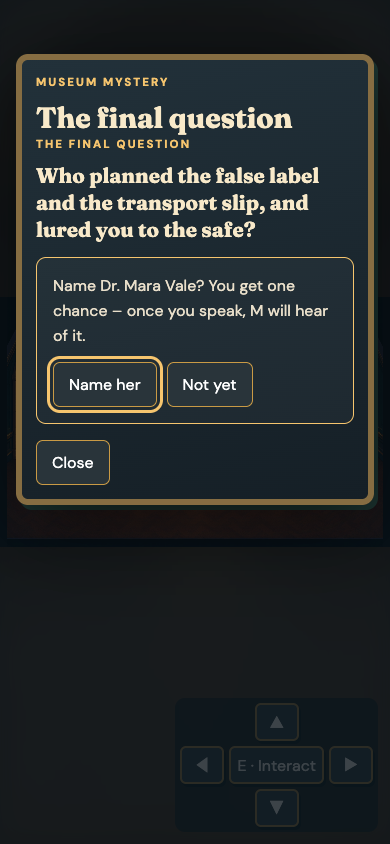 MUSEUM MYSTERY
The final question
THE FINAL QUESTION
Who planned the false label
and the transport slip, and
lured you to the safe?
Name Dr. Mara Vale? You get one
chance – once you speak, M will hear
of it.
Name her
Not yet
Close
▲
◀ E · Interact ▶
▼